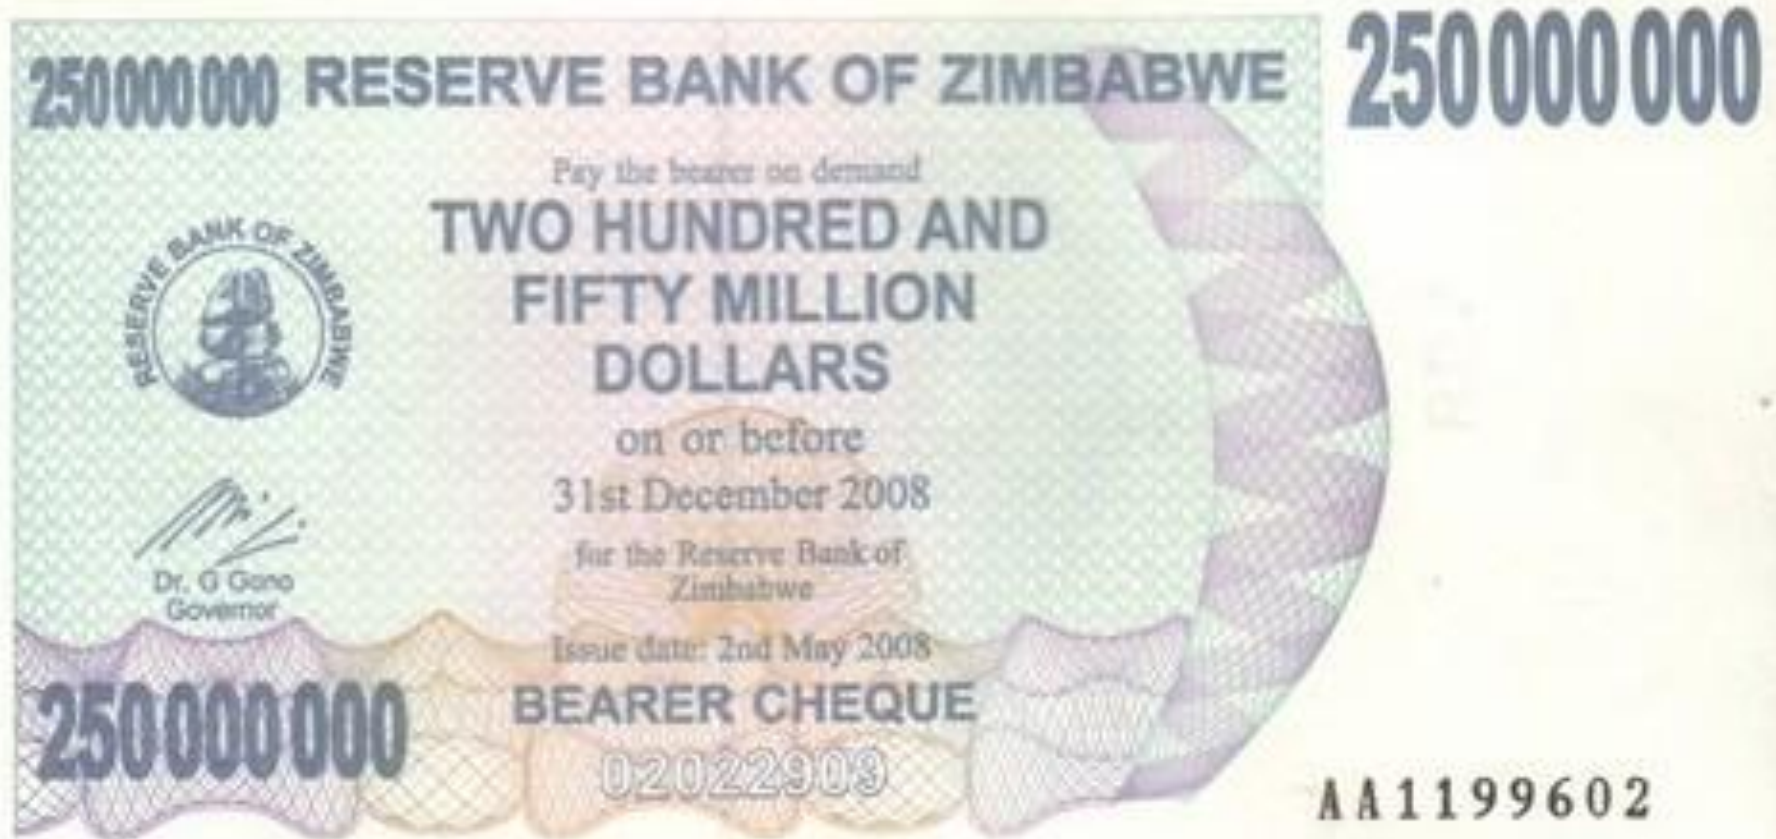 250000000 RESERVE BANK OF ZIMBABWE 250000000
Pay the bearer on demand
TWO HUNDRED AND
FIFTY MILLION
DOLLARS
on or before
31st December 2008
for the Reserve Bank of
Zimbabwe
RESERVE BANK OF ZIMBABWE
Dr. G Gono
Governor
Issue date: 2nd May 2008
250000000 BEARER CHEQUE
02022909
AA1199602